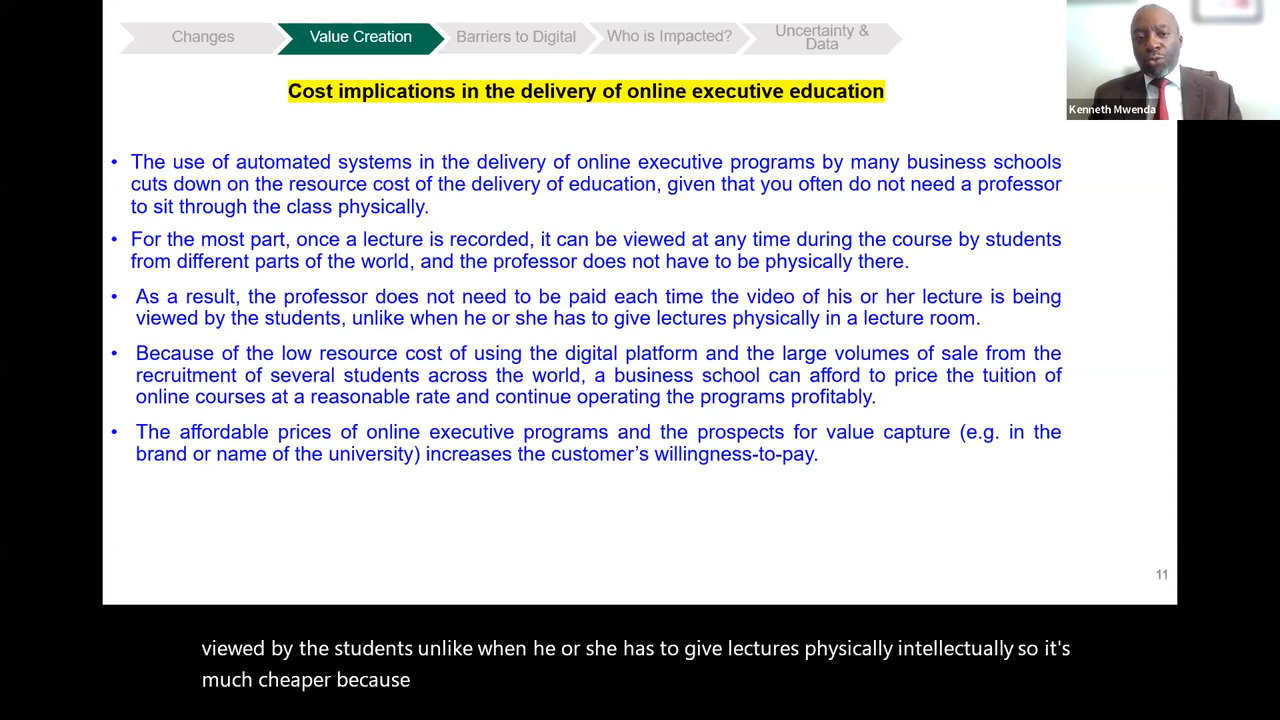 Changes
Value Creation
Barriers to Digital
Who is Impacted?
Uncertainty &
Data
Kenneth Mwenda
Cost implications in the delivery of online executive education
• The use of automated systems in the delivery of online executive programs by many business schools
cuts down on the resource cost of the delivery of education, given that you often do not need a professor
to sit through the class physically.
• For the most part, once a lecture is recorded, it can be viewed at any time during the course by students
from different parts of the world, and the professor does not have to be physically there.
• As a result, the professor does not need to be paid each time the video of his or her lecture is being
viewed by the students, unlike when he or she has to give lectures physically in a lecture room.
• Because of the low resource cost of using the digital platform and the large volumes of sale from the
recruitment of several students across the world, a business school can afford to price the tuition of
online courses at a reasonable rate and continue operating the programs profitably.
• The affordable prices of online executive programs and the prospects for value capture (e.g. in the
brand or name of the university) increases the customer’s willingness-to-pay.
11
viewed by the students unlike when he or she has to give lectures physically intellectually so it's
much cheaper because